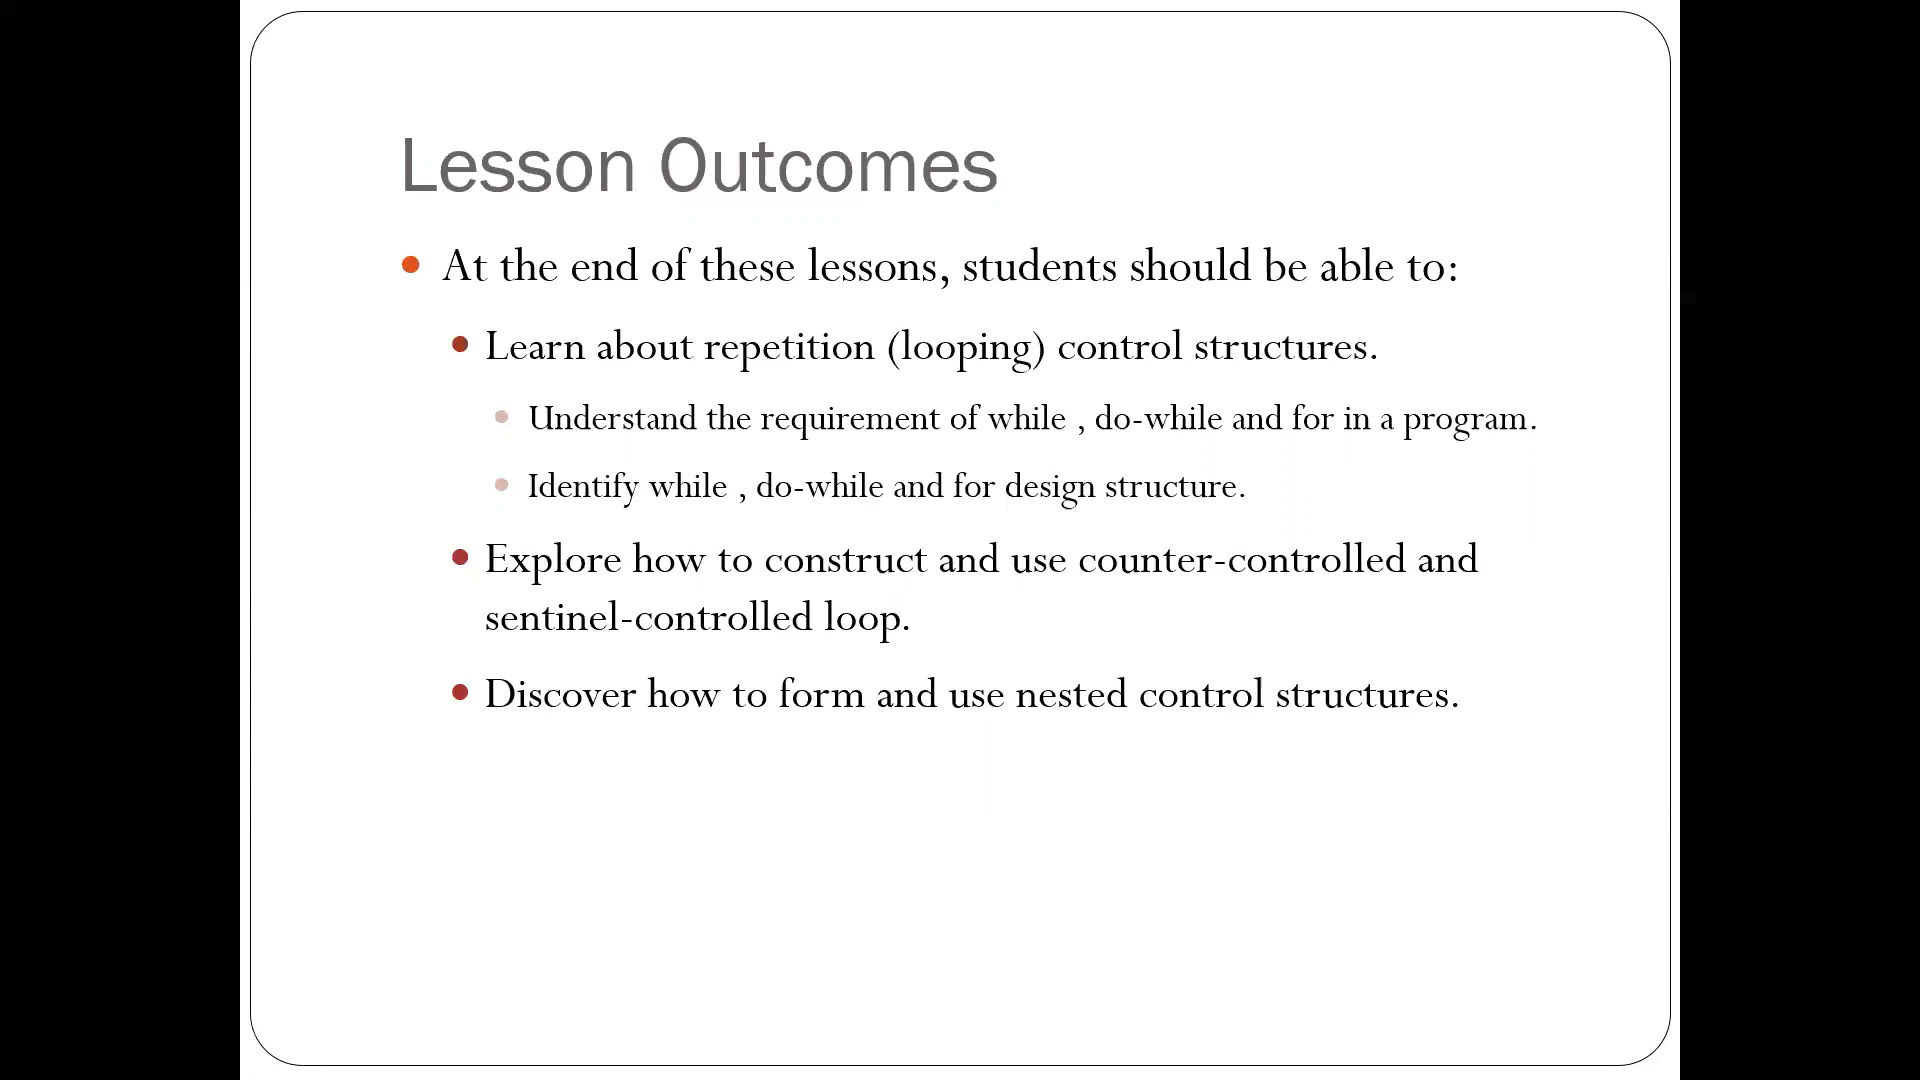 Lesson Outcomes
At the end of these lessons, students should be able to:
Learn about repetition (looping) control structures.
Understand the requirement of while , do-while and for in a program.
Identify while , do-while and for design structure.
Explore how to construct and use counter-controlled and
sentinel-controlled loop.
Discover how to form and use nested control structures.